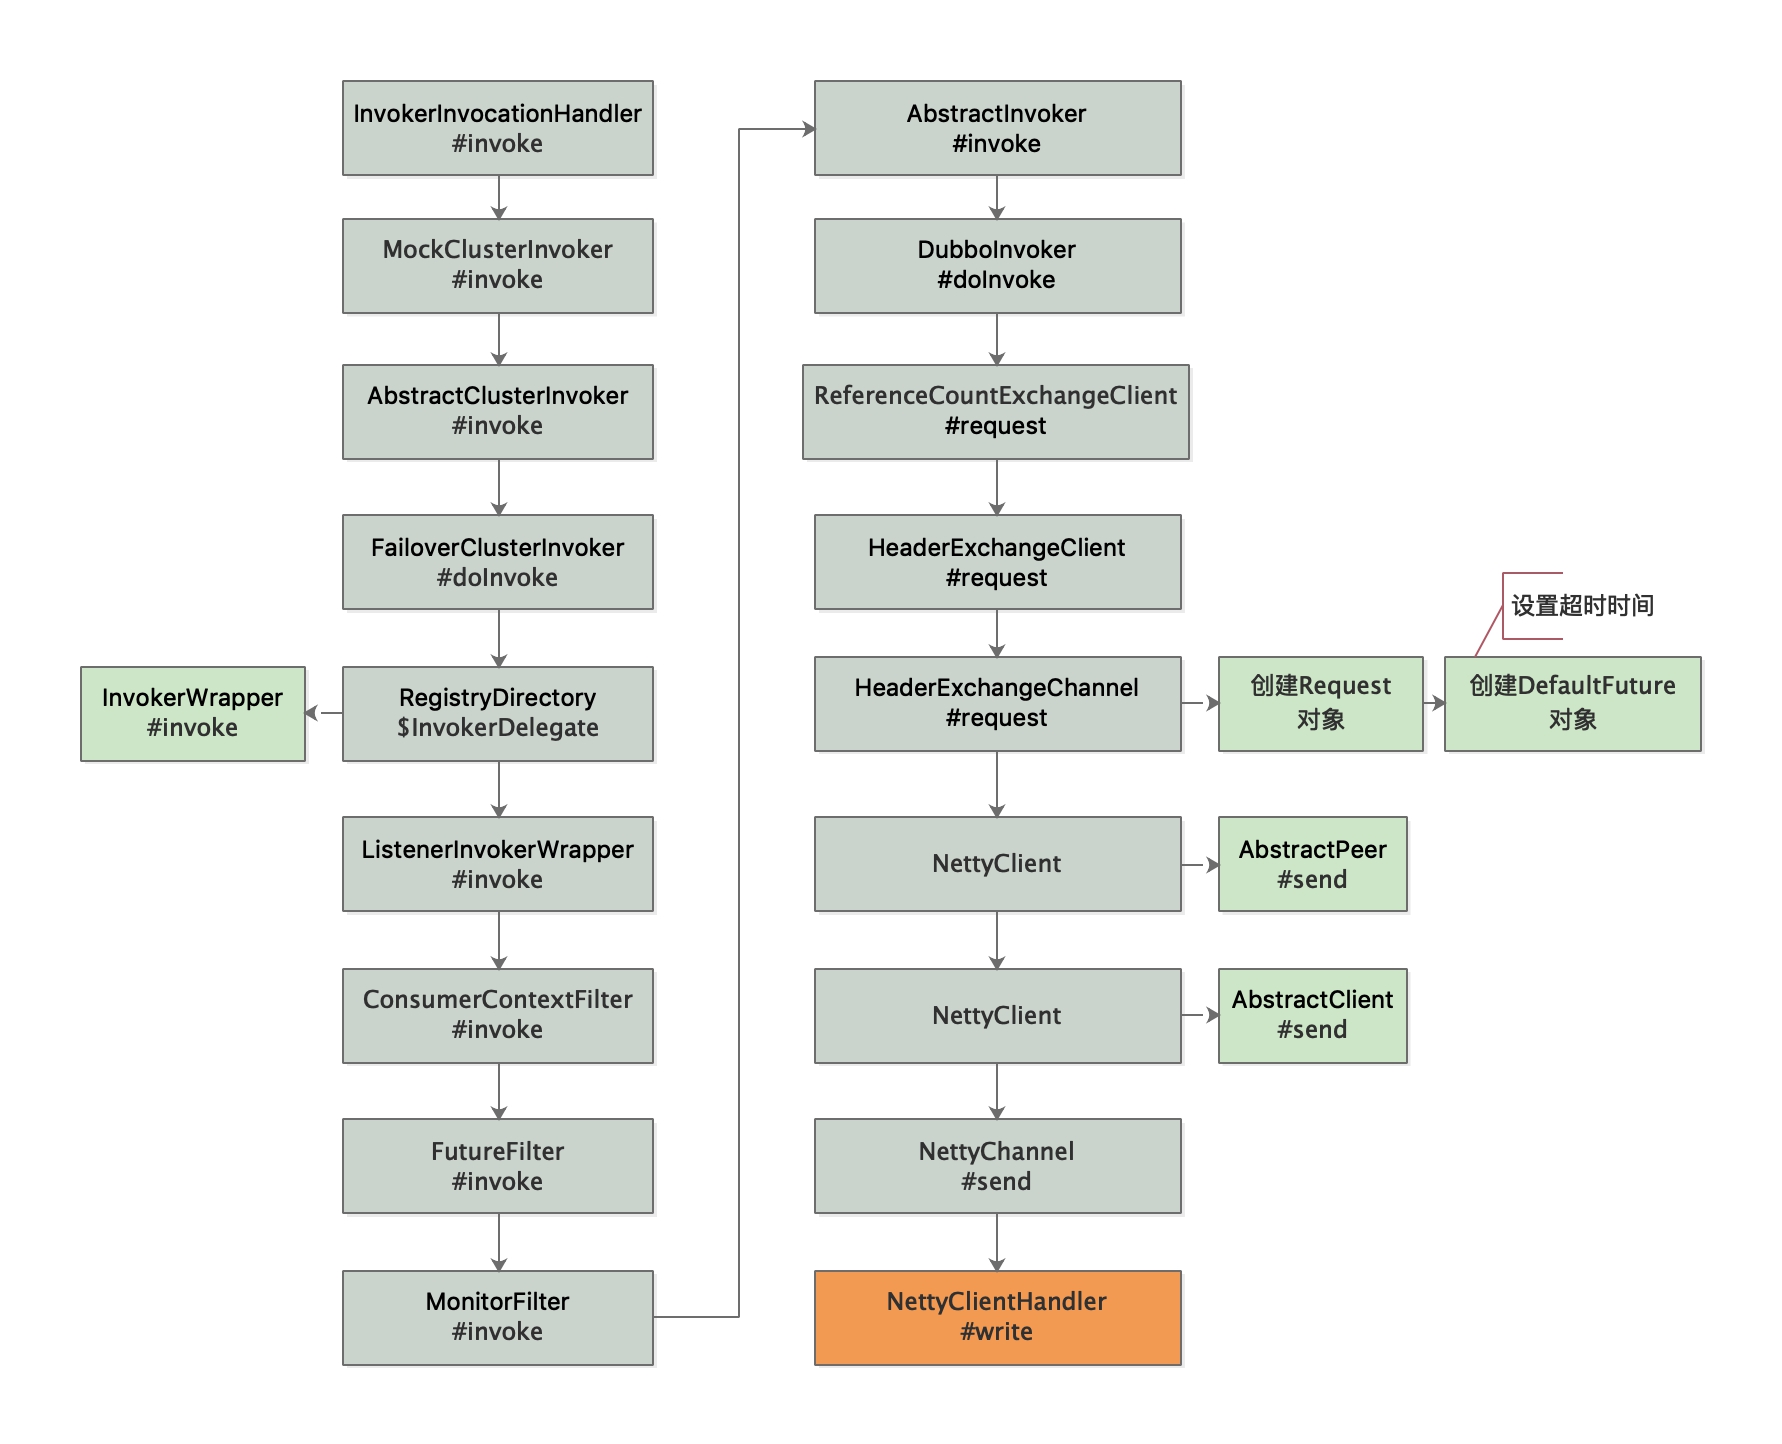 InvokerInvocationHandler
#invoke
MockClusterInvoker
#invoke
AbstractClusterInvoker
#invoke
FailoverClusterInvoker
#doInvoke
InvokerWrapper
#invoke
RegistryDirectory
$InvokerDelegate
ListenerInvokerWrapper
#invoke
ConsumerContextFilter
#invoke
FutureFilter
#invoke
MonitorFilter
#invoke
AbstractInvoker
#invoke
DubboInvoker
#doInvoke
ReferenceCountExchangeClient
#request
HeaderExchangeClient
#request
HeaderExchangeChannel
#request
创建Request
对象
设置超时时间
创建DefaultFuture
对象
NettyClient
AbstractPeer
#send
NettyClient
AbstractClient
#send
NettyChannel
#send
NettyClientHandler
#write